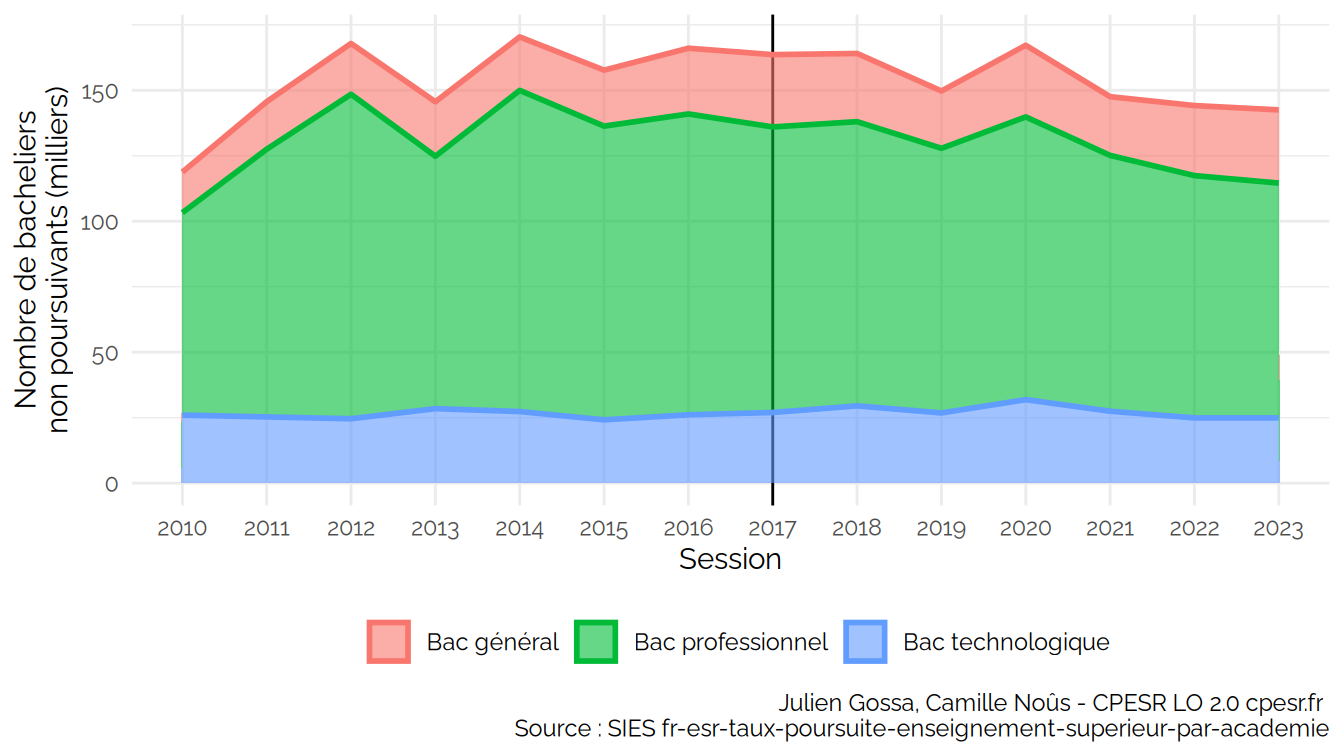 Nombre de bacheliers
non poursuivants (milliers)
150
100
50
0
2010 2011 2012 2013 2014 2015 2016 2017 2018 2019 2020 2021 2022 2023
Session
Bac général Bac professionnel Bac technologique
Julien Gossa, Camille Noûs - CPESR LO 2.0 cpesr.fr
Source : SIES fr-esr-taux-poursuite-enseignement-superieur-par-academie